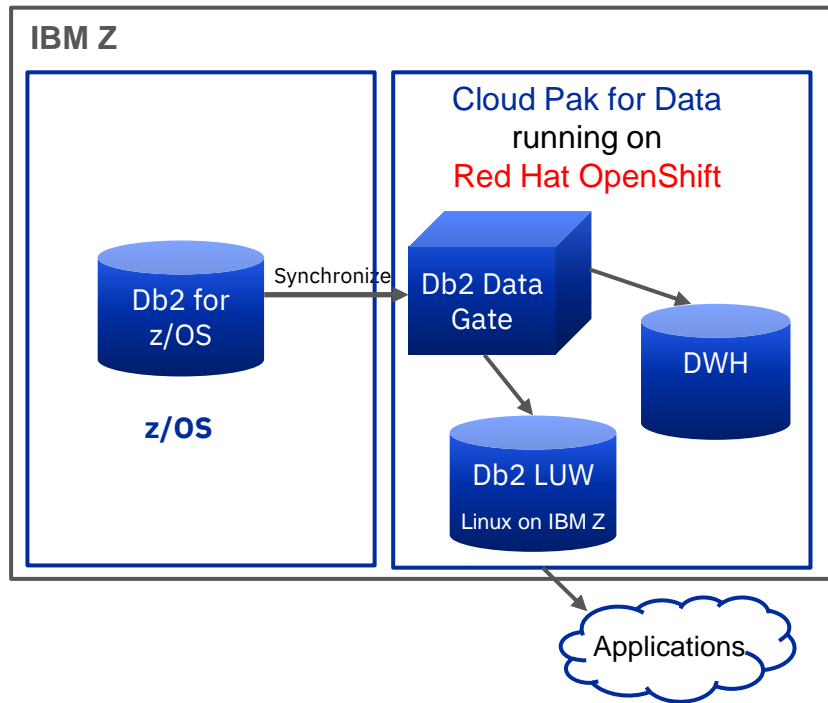 IBM Z
Cloud Pak for Data
running on
Red Hat OpenShift
Synchronize
Db2 for
z/OS
Db2 Data
Gate
DWH
z/OS
Db2 LUW
Linux on IBM Z
Applications